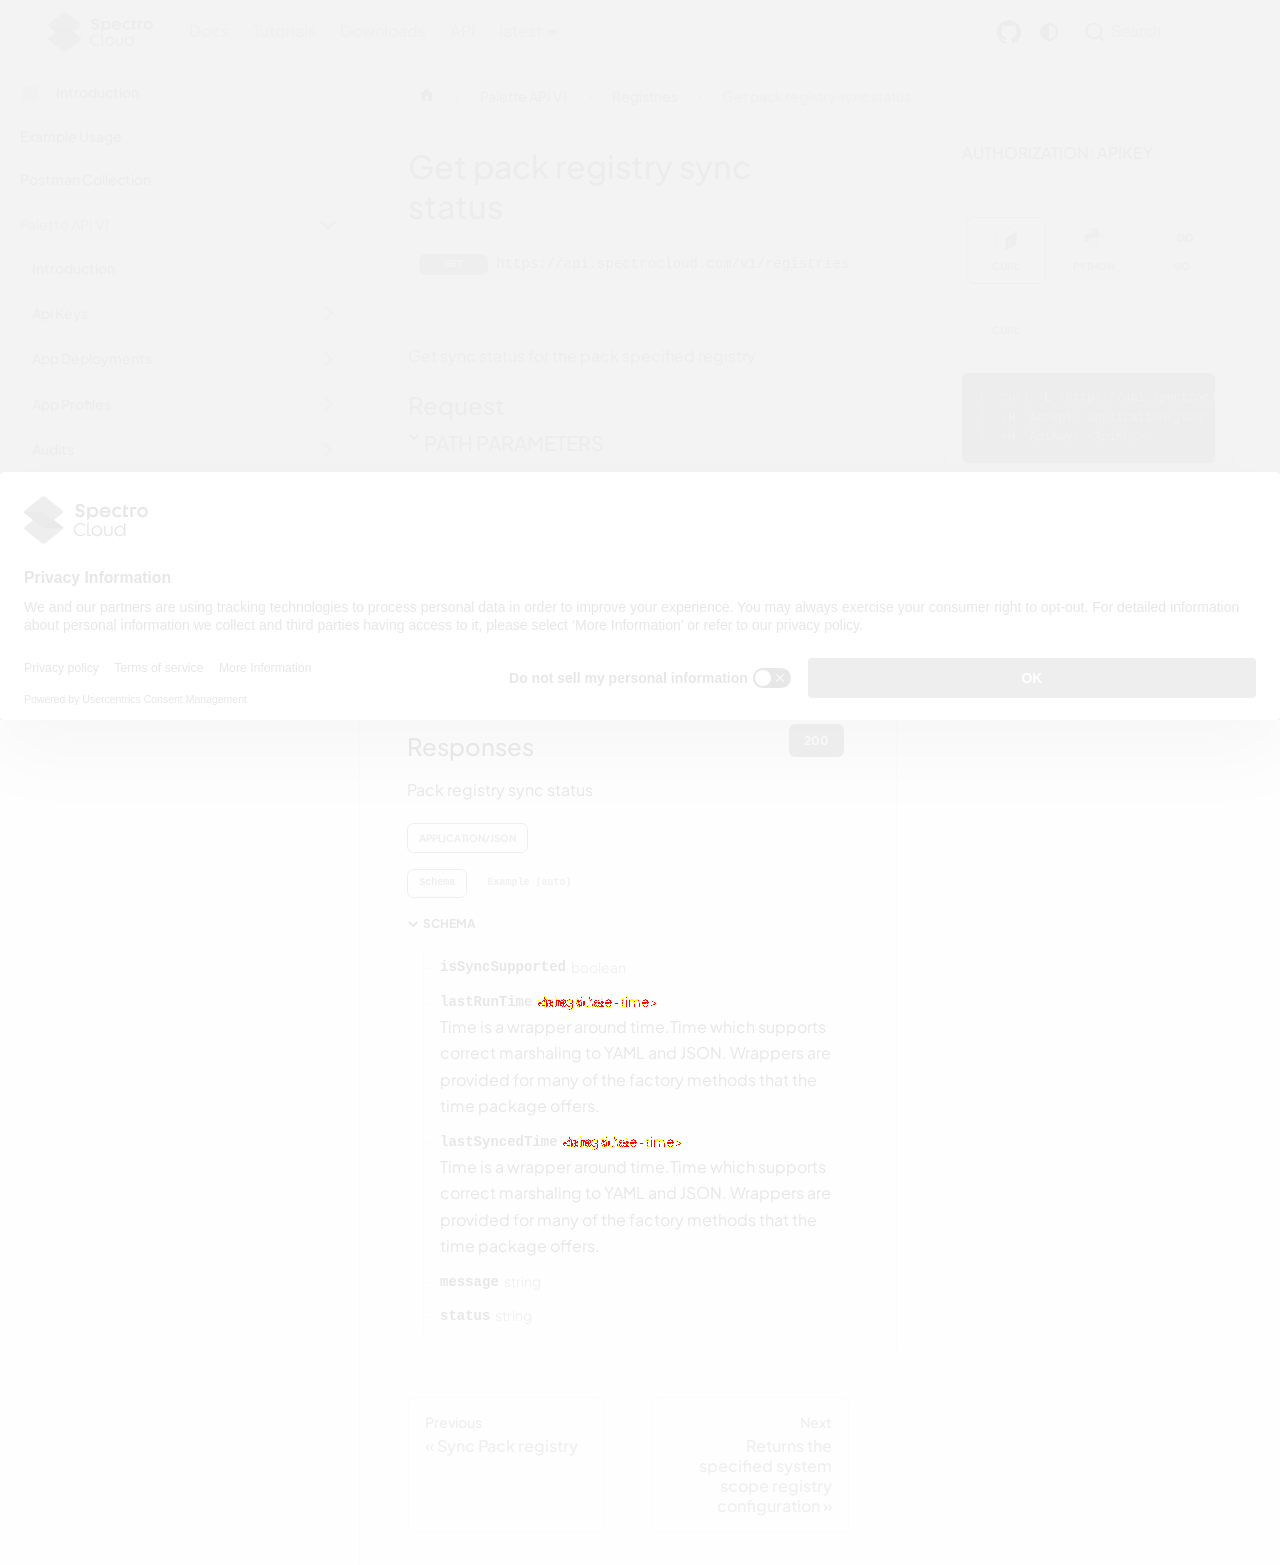 Spectro
Cloud
Docs Tutorials Downloads API latest
Search
Introduction
Palette API V1
Registries
Get pack registry sync status
Example Usage
AUTHORIZATION: APIKEY
Get pack registry sync
status
Postman Collection
Palette API V1
GO
GET https://api.spectrocloud.com/v1/registries
CURL PYTHON GO
Introduction
Api Keys
CURL
Get sync status for the pack specified registry
App Deployments
App Profiles
Request
PATH PARAMETERS
Audits
Spectro
Cloud
Privacy Information
We and our partners are using tracking technologies to process personal data in order to improve your experience. You may always exercise your consumer right to opt-out. For detailed information
about personal information we collect and third parties having access to it, please select ‘More Information’ or refer to our privacy policy.
Privacy policy Terms of service More Information
Do not sell my personal information
OK
Powered by Usercentrics Consent Management
Responses
200
Pack registry sync status
APPLICATION/JSON
Schema Example (auto)
SCHEMA
isSyncSupported boolean
lastRunTime
Time is a wrapper around time.Time which supports
correct marshaling to YAML and JSON. Wrappers are
provided for many of the factory methods that the
time package offers.
lastSyncedTime
Time is a wrapper around time.Time which supports
correct marshaling to YAML and JSON. Wrappers are
provided for many of the factory methods that the
time package offers.
message string
status string
Previous
« Sync Pack registry
Next
Returns the
specified system
scope registry
configuration »